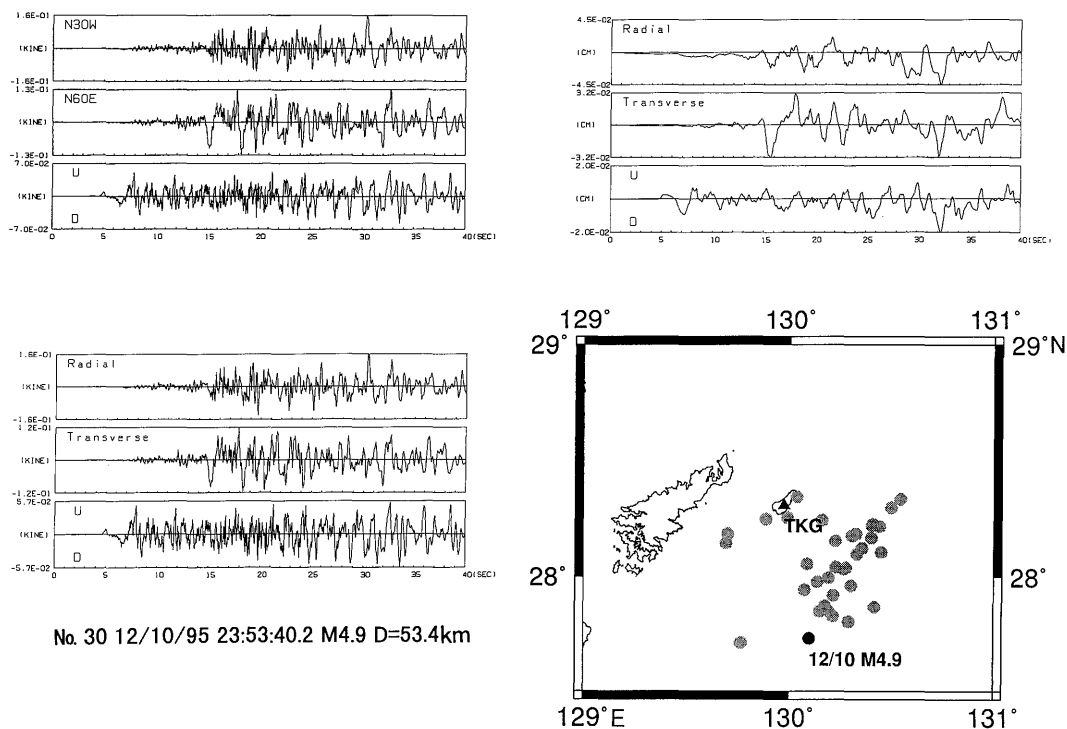 1.6E-01
N30W
(KINE)
-1.6E-01
1.3E-01
N60E
(KINE)
-1.3E-01
7.0E-02
U
(KINE)
D
-7.0E-02
0 5 10 15 20 25 30 35 40(SEC)
4.5E-02
Radial
(CM)
-4.5E-02
9.2E-02
Transverse
(CM)
-3.2E-02
2.0E-02
U
(CM)
D
-2.0E-02
0 5 10 15 20 25 30 35 40(SEC)
1.6E-01
Radial
(KINE)
-1.6E-01
1.2E-01
Transverse
(KINE)
-1.2E-01
5.7E-02
U
(KINE)
D
-5.7E-02
0 5 10 15 20 25 30 35 40(SEC)
No. 30 12/10/95 23:53:40.2 M4.9 D=53.4km
129° 130° 131°
29° 29°N
TKG
28° 28°
12/10 M4.9
129°E 130° 131°